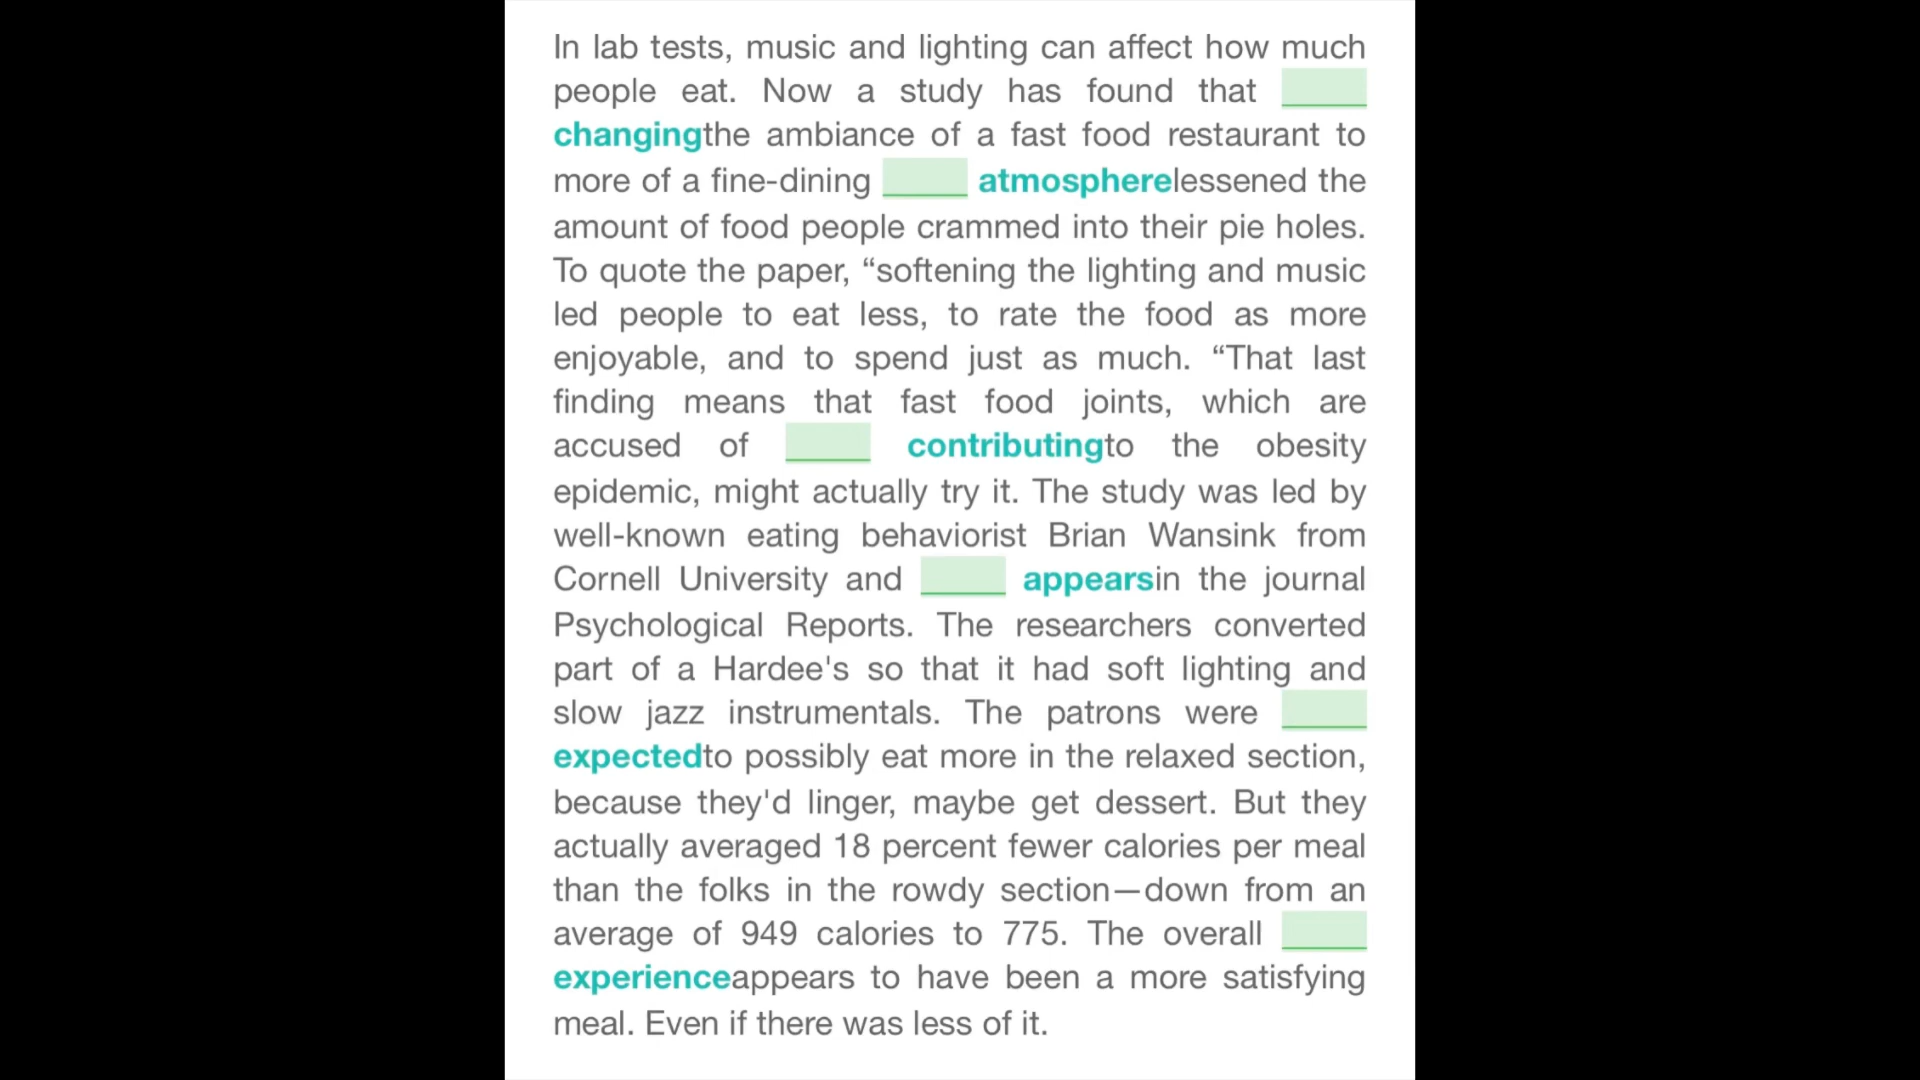 In lab tests, music and lighting can affect how much
people eat. Now a study has found that ____
changingthe ambiance of a fast food restaurant to
more of a fine-dining ____ atmospherelessened the
amount of food people crammed into their pie holes.
To quote the paper, “softening the lighting and music
led people to eat less, to rate the food as more
enjoyable, and to spend just as much. “That last
finding means that fast food joints, which are
accused of ____ contributingto the obesity
epidemic, might actually try it. The study was led by
well-known eating behaviorist Brian Wansink from
Cornell University and ____ appearsin the journal
Psychological Reports. The researchers converted
part of a Hardee's so that it had soft lighting and
slow jazz instrumentals. The patrons were ____
expectedto possibly eat more in the relaxed section,
because they'd linger, maybe get dessert. But they
actually averaged 18 percent fewer calories per meal
than the folks in the rowdy section—down from an
average of 949 calories to 775. The overall ____
experienceappears to have been a more satisfying
meal. Even if there was less of it.